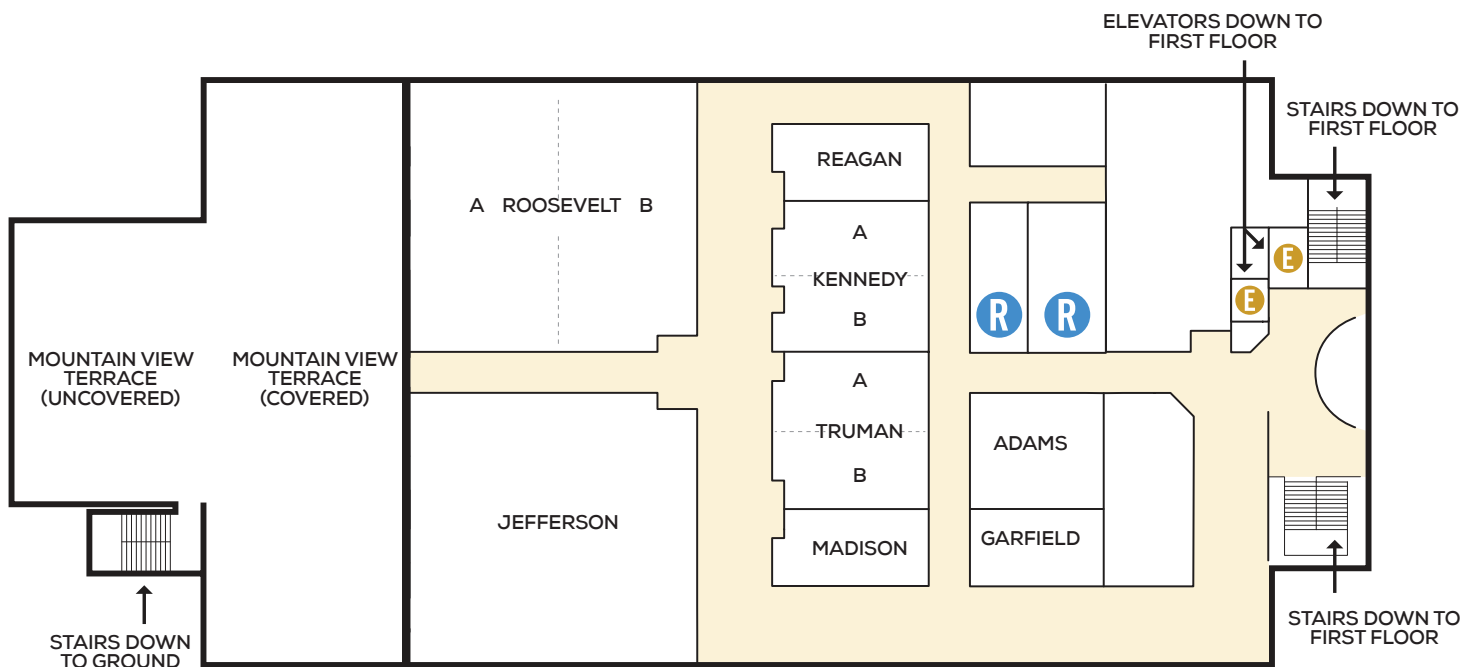 ELEVATORS DOWN TO
FIRST FLOOR
STAIRS DOWN TO
FIRST FLOOR
REAGAN
A ROOSEVELT B
A
KENNEDY
B
E
E
R
R
MOUNTAIN VIEW
TERRACE
(UNCOVERED)
MOUNTAIN VIEW
TERRACE
(COVERED)
A
TRUMAN
B
ADAMS
JEFFERSON
MADISON
GARFIELD
STAIRS DOWN
TO GROUND
STAIRS DOWN TO
FIRST FLOOR